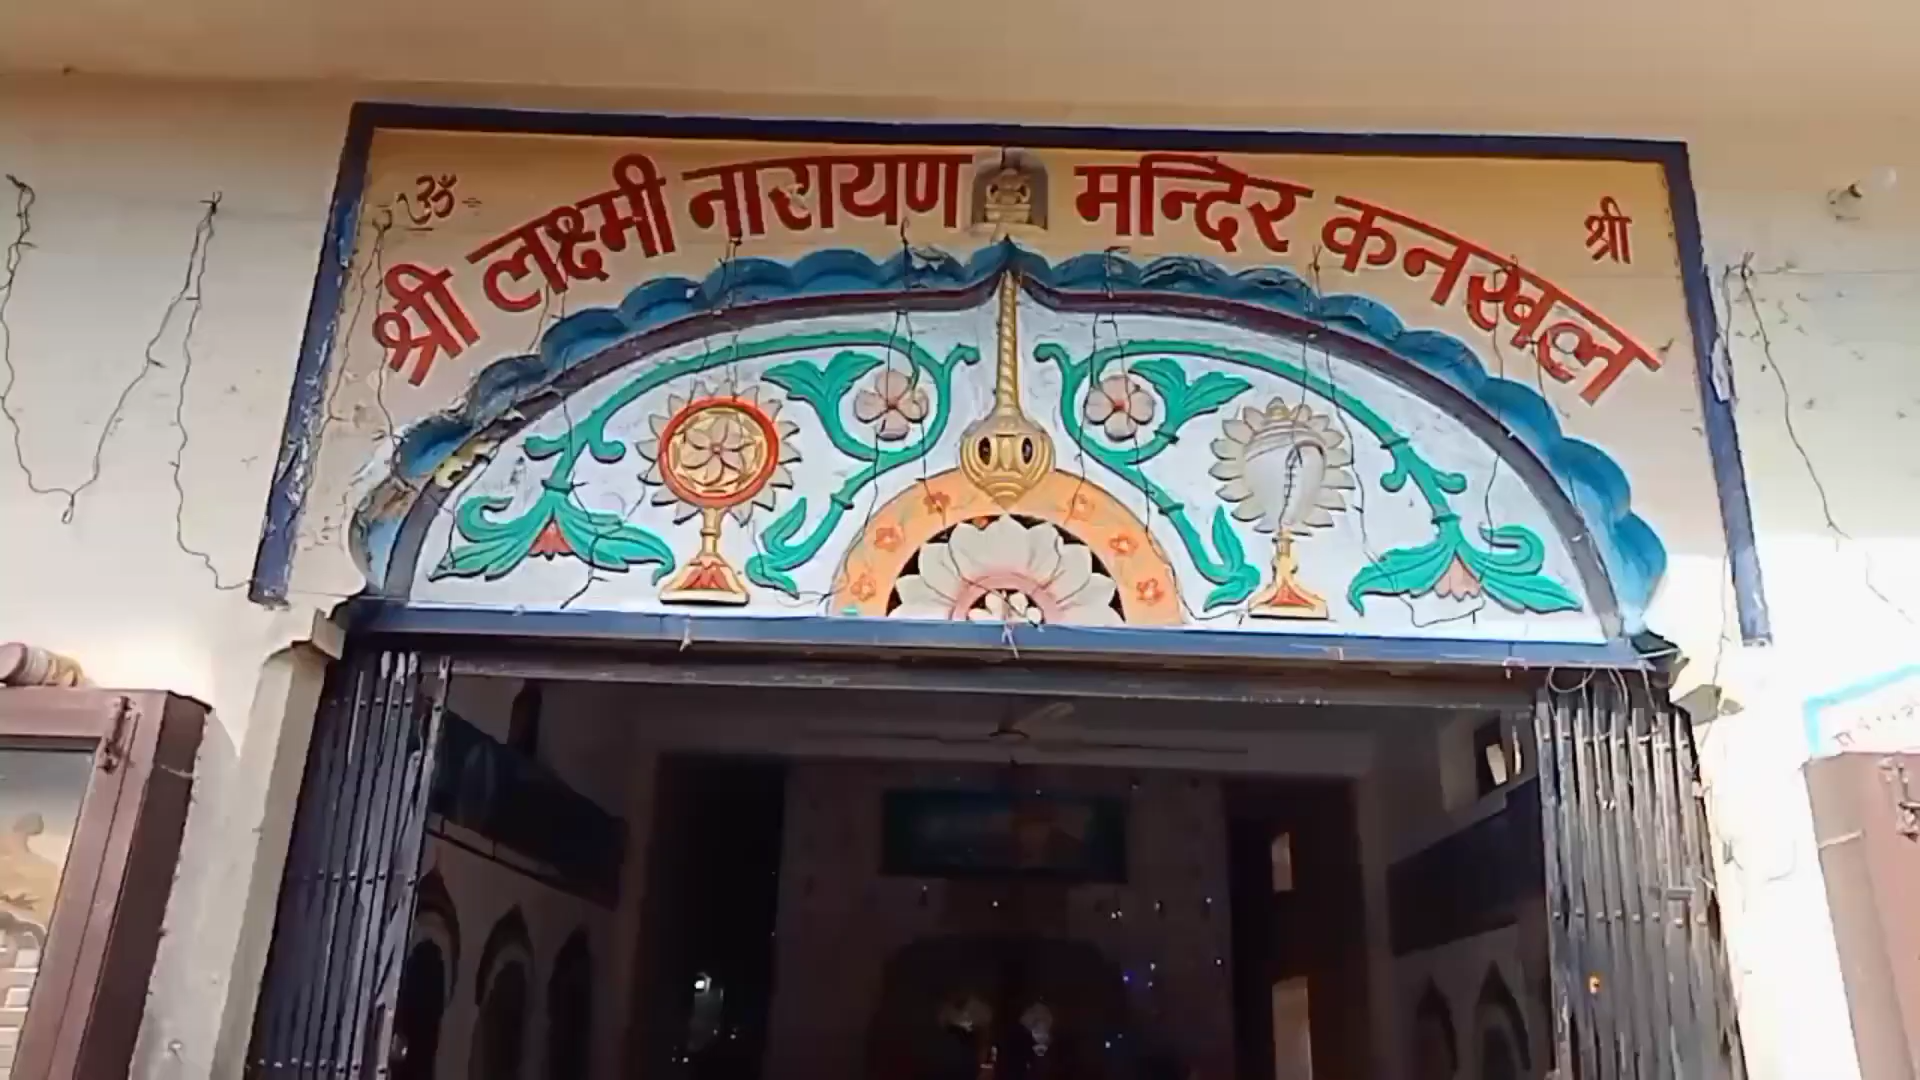 ॐ
श्री लक्ष्मी नारायण मन्दिर कनखल
श्री